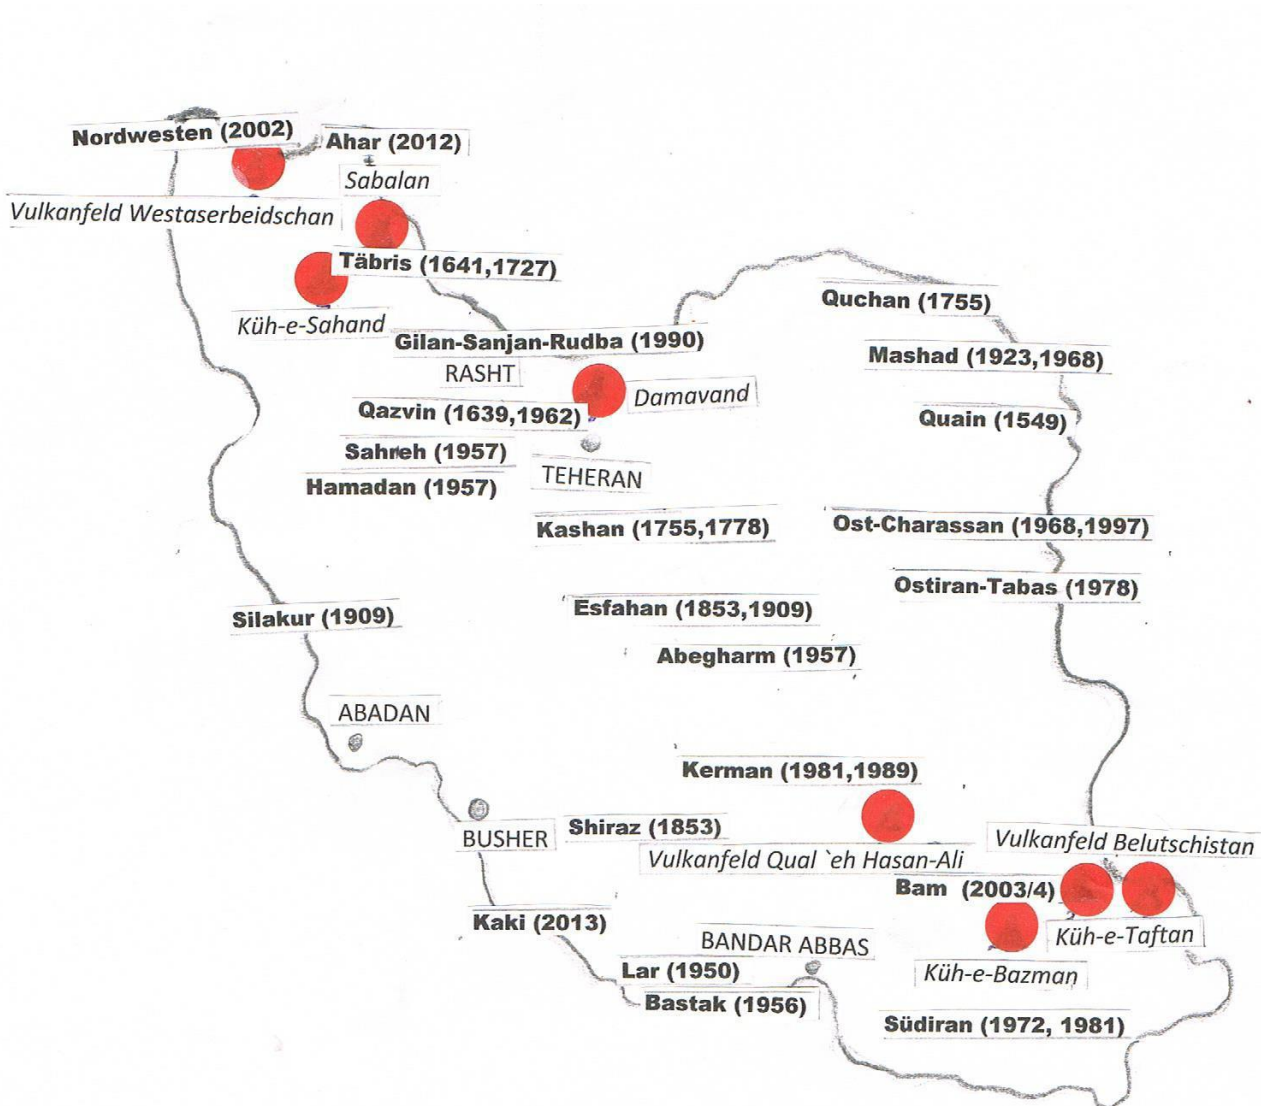 Nordwesten (2002)
Ahar (2012)
Sabalan
Vulkanfeld Westaserbeidschan
Täbris (1641,1727)
Küh-e-Sahand
Quchan (1755)
Gilan-Sanjan-Rudba (1990)
Mashad (1923,1968)
RASHT
Damavand
Qazvin (1639,1962)
Quain (1549)
Sahneh (1957)
TEHERAN
Hamadan (1957)
Kashan (1755,1778)
Ost-Charassan (1968,1997)
Ostiran-Tabas (1978)
Silakur (1909)
Esfahan (1853,1909)
Abegharm (1957)
ABADAN
Kerman (1981,1989)
BUSHER
Shiraz (1853)
Vulkanfeld Belutschistan
Vulkanfeld Qual `eh Hasan-Ali
Bam (2003/4)
Kaki (2013)
Küh-e-Taftan
BANDAR ABBAS
Lar (1950)
Küh-e-Bazman
Bastak (1956)
Südiran (1972, 1981)